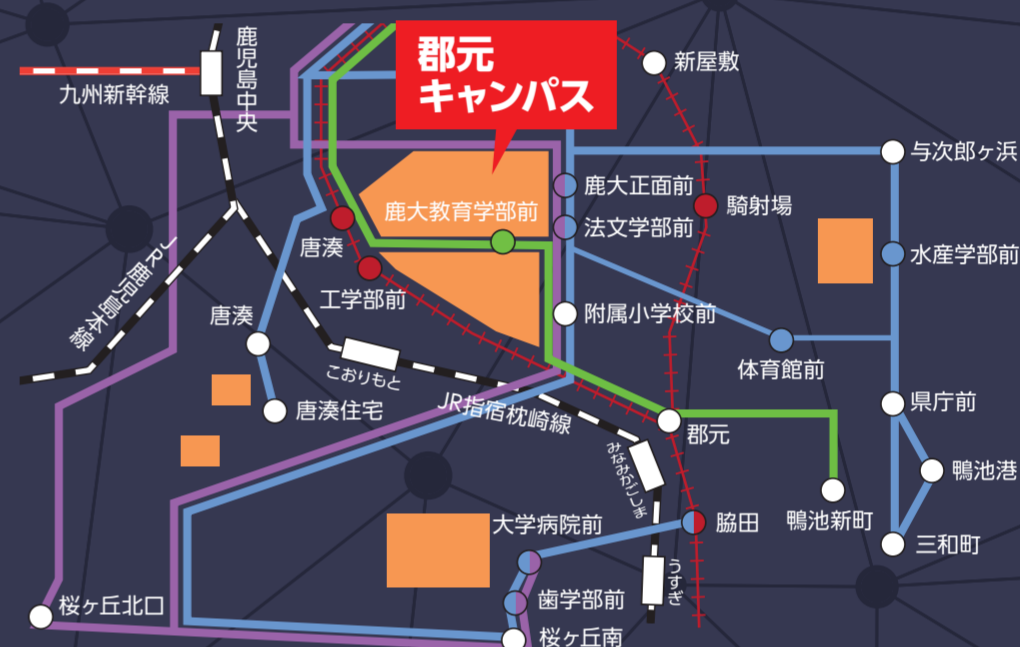 鹿児島中央
九州新幹線
郡元
キャンパス
新屋敷
与次郎ヶ浜
鹿大正面前
騎射場
鹿大教育学部前
法文学部前
唐湊
水産学部前
JR鹿児島本線
工学部前
唐湊
附属小学校前
こおりもと
体育館前
唐湊住宅
JR指宿枕崎線
県庁前
郡元
みなみかごしま
鴨池港
大学病院前
脇田
鴨池新町
三和町
うすき
桜ヶ丘北口
歯学部前
桜ヶ丘南